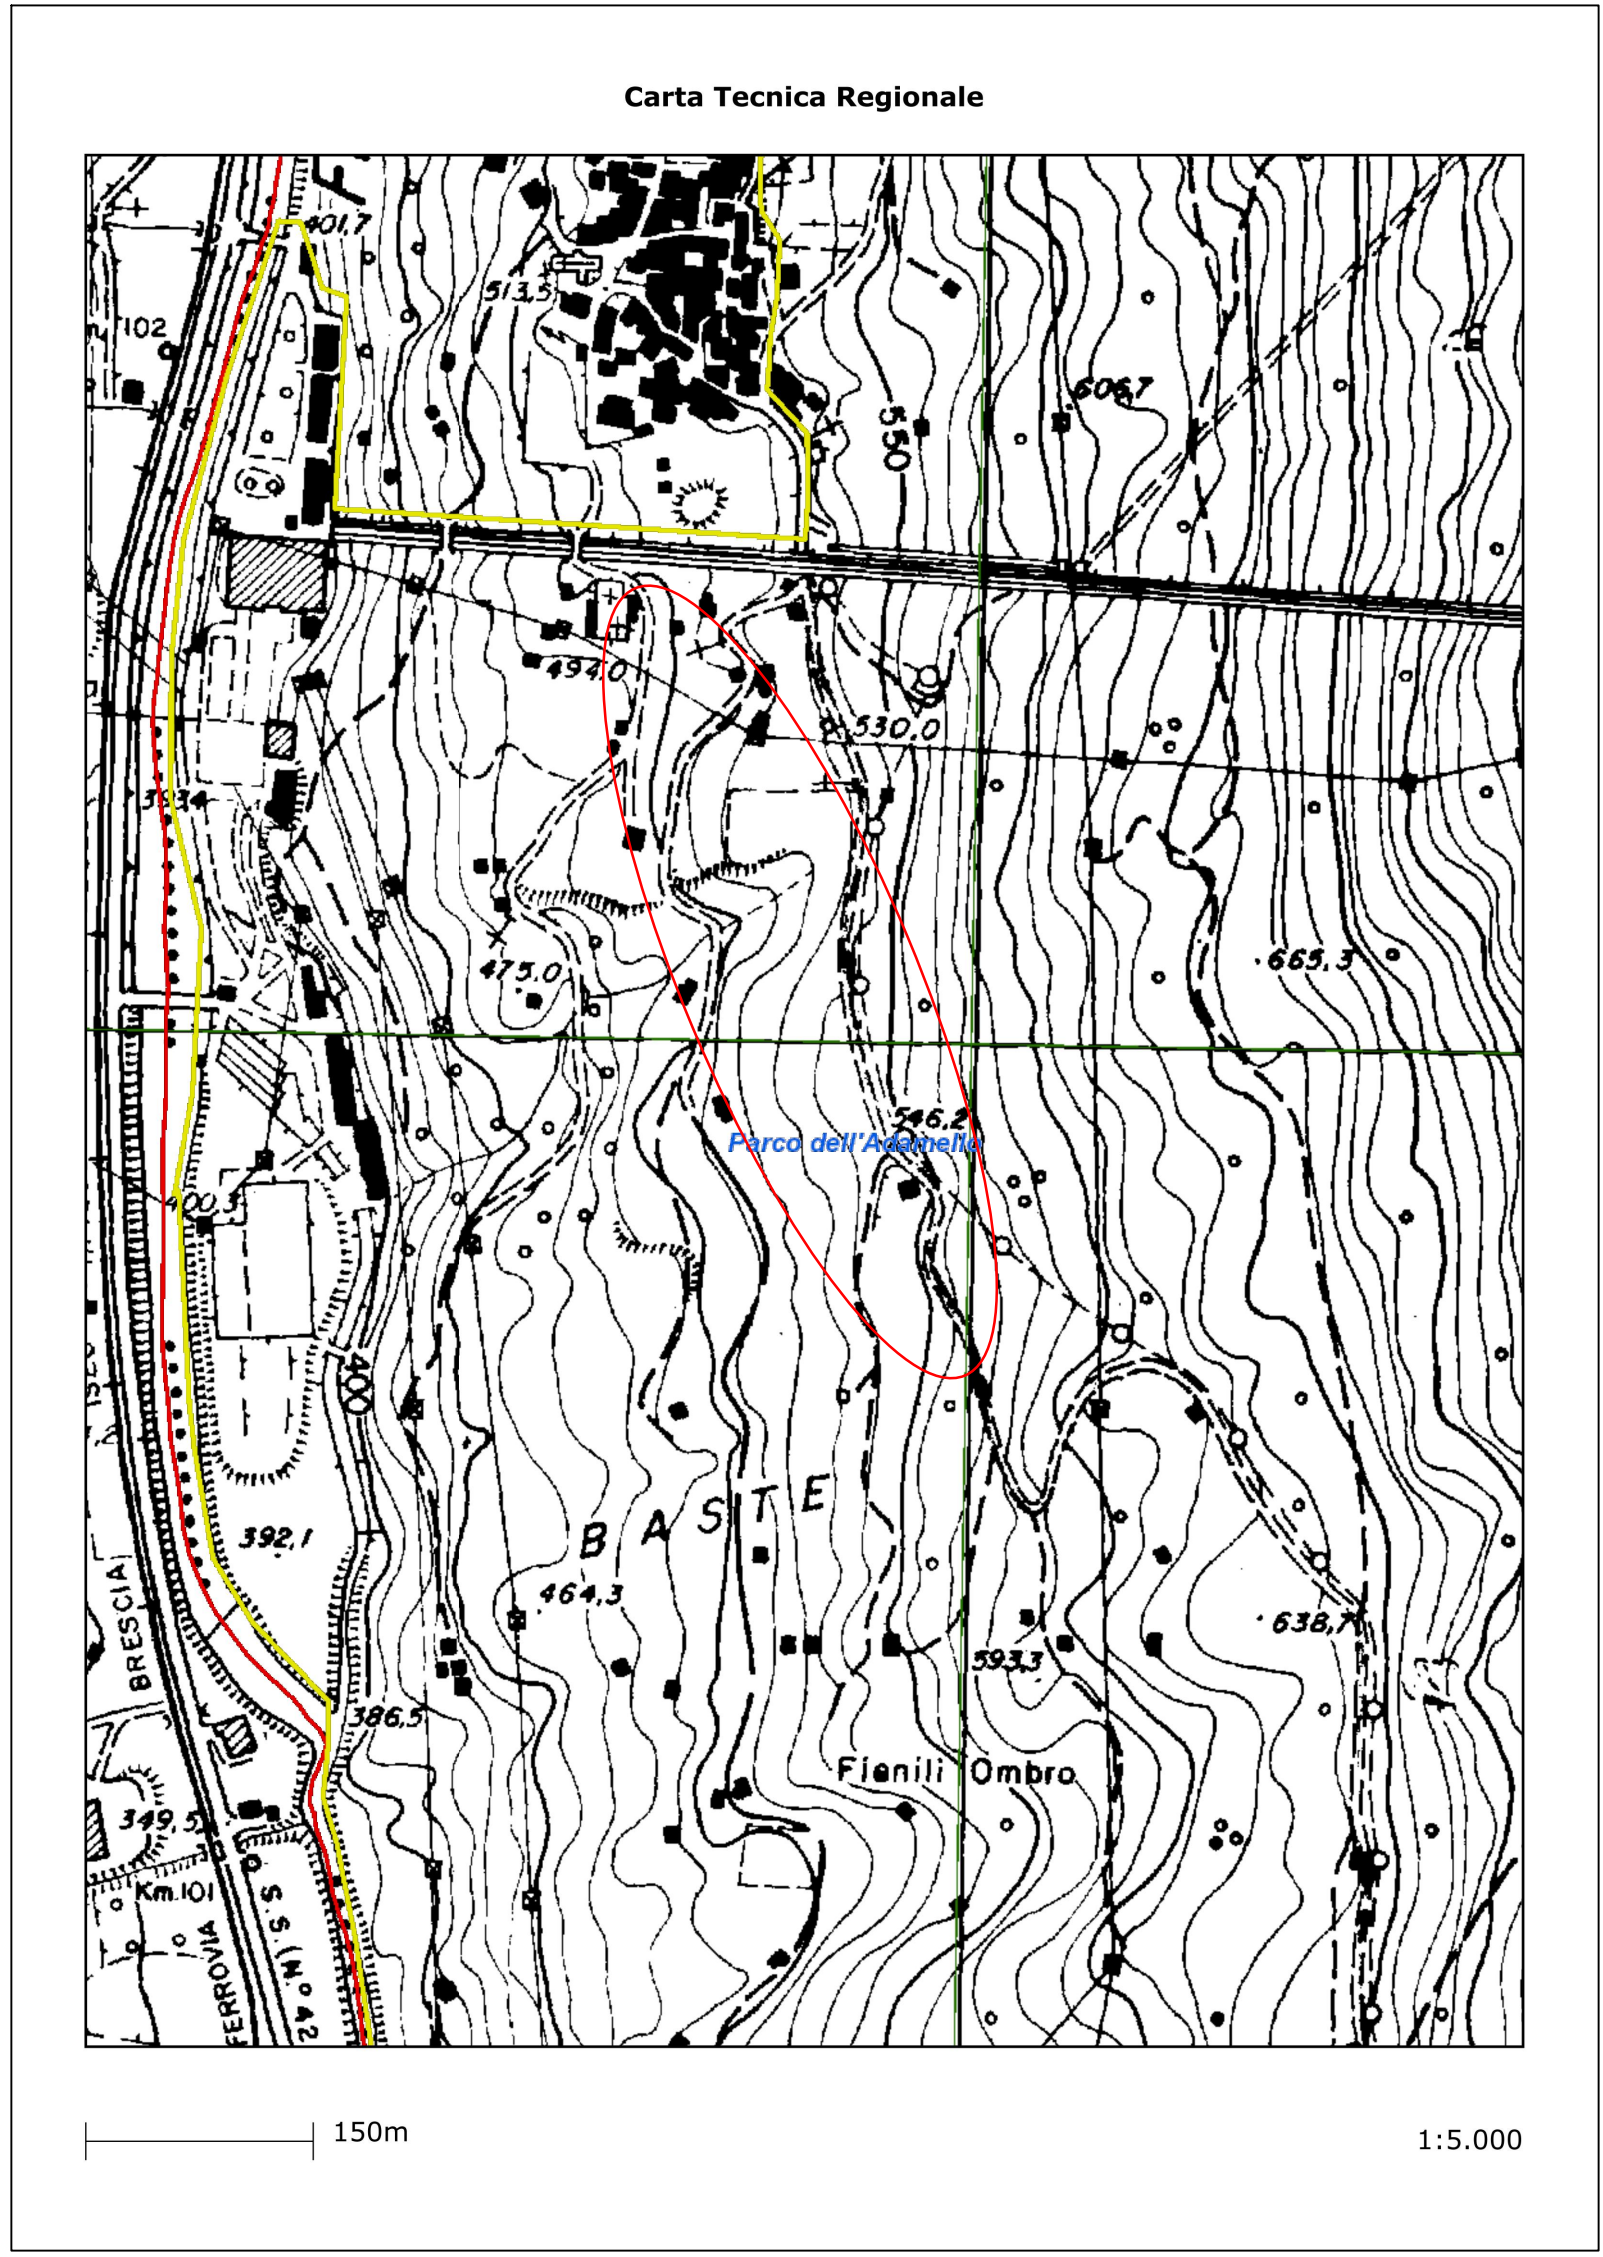 Carta Tecnica Regionale
401,7
513,5
102
606,7
550
494,0
530,0
393,4
665,3
475,0
546,2
Parco dell'Adamello
400,3
400
BASTE
392,1
464,3
638,7
593,3
BRESCIA
386,5
Fienili Ombro
349,5
Km.101
S.S.(N.°42
FERROVIA
150m
1:5.000